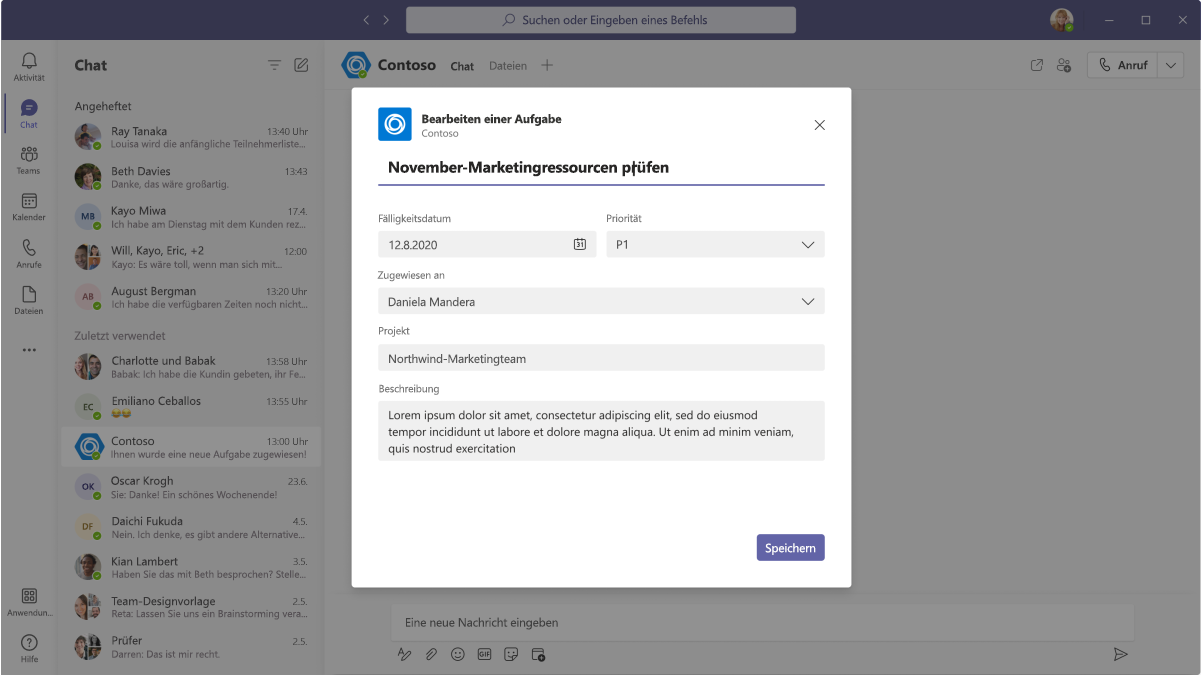 Suchen oder Eingeben eines Befehls
Aktivität
Chat
Teams
Kalender
Anrufe
Dateien
Anwendun...
Hilfe
Chat
Angeheftet
Ray Tanaka 13:40 Uhr
Louisa wird die anfängliche Teilnehmerliste...
Beth Davies 13:43
Danke, das wäre großartig.
MB
Kayo Miwa 17.4.
Ich habe am Dienstag mit dem Kunden rez...
Will, Kayo, Eric, +2 12:00
Kayo: Es wäre toll, wenn man sich mit...
AB
August Bergman 13:20 Uhr
Ich habe die verfügbaren Zeiten noch nicht...
Zuletzt verwendet
Charlotte und Babak 13:58 Uhr
Babak: Ich habe die Kundin gebeten, ihr Fe...
EC
Emiliano Ceballos 13:55 Uhr
Contoso 13:00 Uhr
Ihnen wurde eine neue Aufgabe zugewiesen!
OK
Oscar Krogh 23.6.
Sie: Danke! Ein schönes Wochenende!
DF
Daichi Fukuda 4.5.
Nein. Ich denke, es gibt andere Alternative...
Kian Lambert 3.5.
Haben Sie das mit Beth besprochen? Stelle...
Team-Designvorlage 2.5.
Reta: Lassen Sie uns ein Brainstorming vera...
Prüfer 2.5.
Darren: Das ist mir recht.
Contoso Chat Dateien
Anruf
Bearbeiten einer Aufgabe
Contoso
November-Marketingressourcen prüfen
Fälligkeitsdatum Priorität
12.8.2020 31 P1
Zugewiesen an
Daniela Mandera
Projekt
Northwind-Marketingteam
Beschreibung
Lorem ipsum dolor sit amet, consectetur adipiscing elit, sed do eiusmod
tempor incididunt ut labore et dolore magna aliqua. Ut enim ad minim veniam,
quis nostrud exercitation
Speichern
Eine neue Nachricht eingeben
GIF